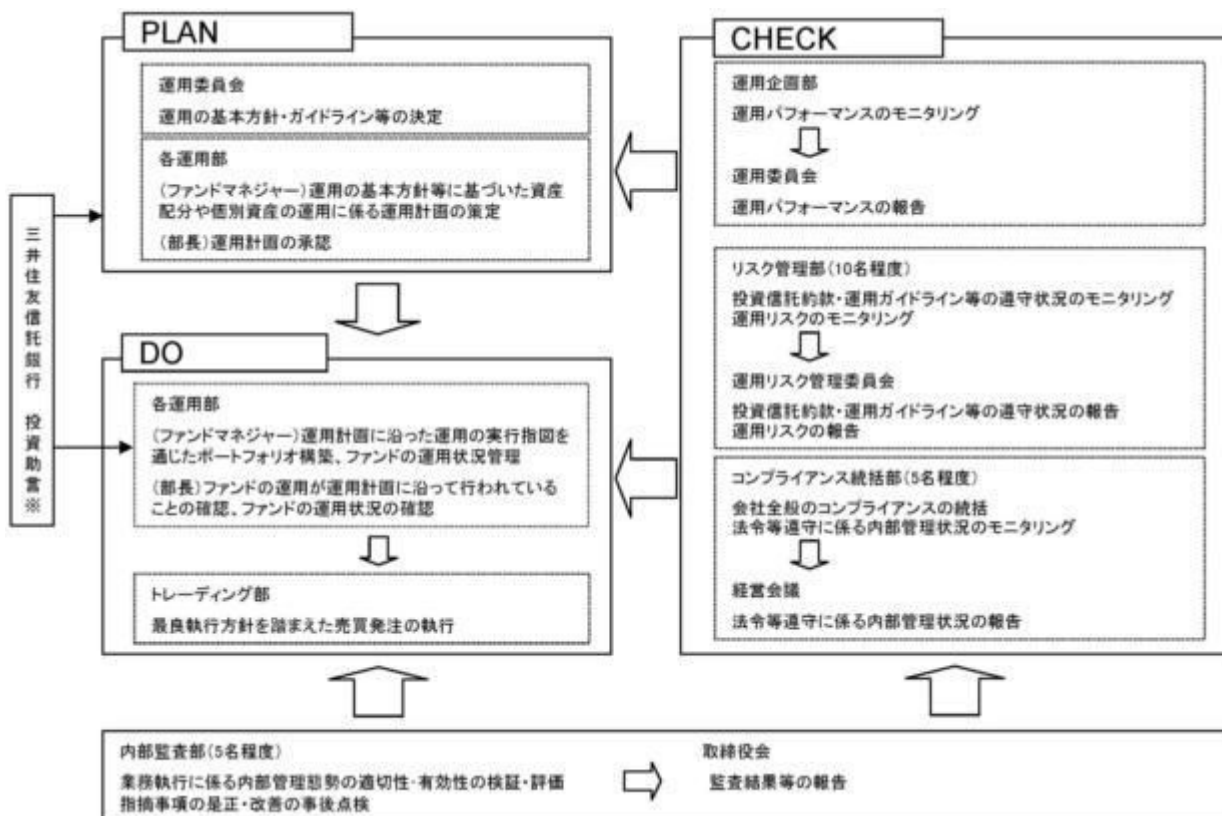 PLAN
運用委員会
運用の基本方針・ガイドライン等の決定
各運用部
(ファンドマネジャー)運用の基本方針等に基づいた資産
配分や個別資産の運用に係る運用計画の策定
(部長)運用計画の承認
三井住友信託銀行 投資助言※
DO
各運用部
(ファンドマネジャー)運用計画に沿った運用の実行指図を
通じたポートフォリオ構築、ファンドの運用状況管理
(部長)ファンドの運用が運用計画に沿って行われている
ことの確認、ファンドの運用状況の確認
トレーディング部
最良執行方針を踏まえた売買発注の執行
CHECK
運用企画部
運用パフォーマンスのモニタリング
運用委員会
運用パフォーマンスの報告
リスク管理部(10名程度)
投資信託約款・運用ガイドライン等の遵守状況のモニタリング
運用リスクのモニタリング
運用リスク管理委員会
投資信託約款・運用ガイドライン等の遵守状況の報告
運用リスクの報告
コンプライアンス統括部(5名程度)
会社全般のコンプライアンスの統括
法令等遵守に係る内部管理状況のモニタリング
経営会議
法令等遵守に係る内部管理状況の報告
内部監査部(5名程度)
業務執行に係る内部管理態勢の適切性・有効性の検証・評価
指摘事項の是正・改善の事後点検
取締役会
監査結果等の報告